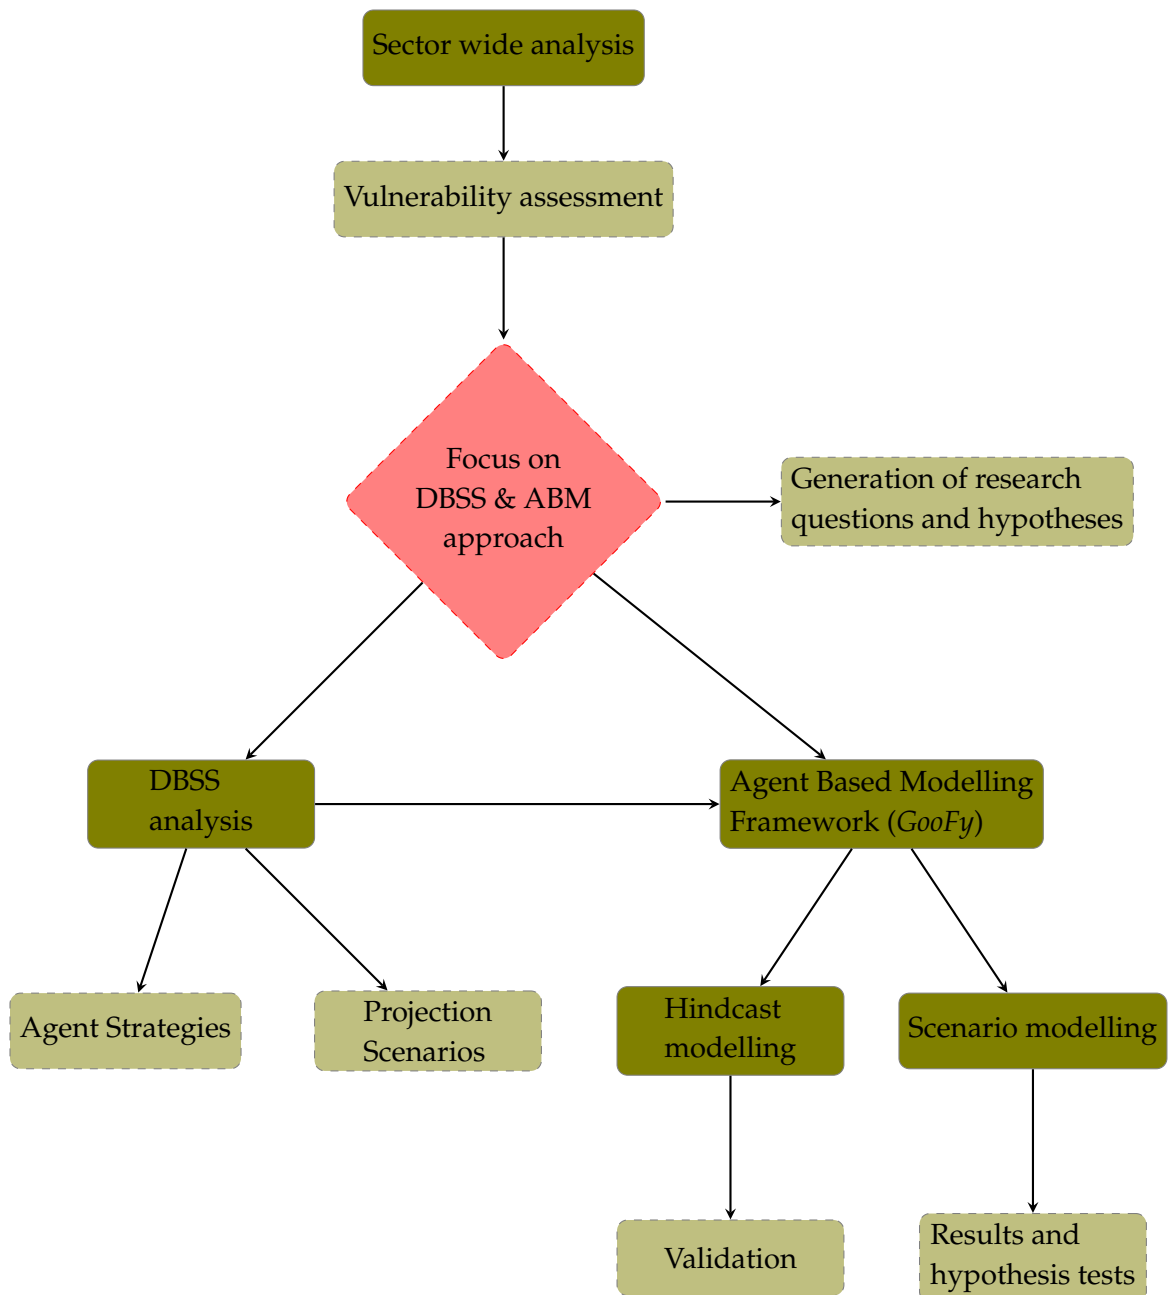 Sector wide analysis
Vulnerability assessment
Focus on
DBSS & ABM
approach
Generation of research
questions and hypotheses
DBSS
analysis
Agent Based Modelling
Framework (GooFy)
Agent Strategies
Projection
Scenarios
Hindcast
modelling
Scenario modelling
Validation
Results and
hypothesis tests